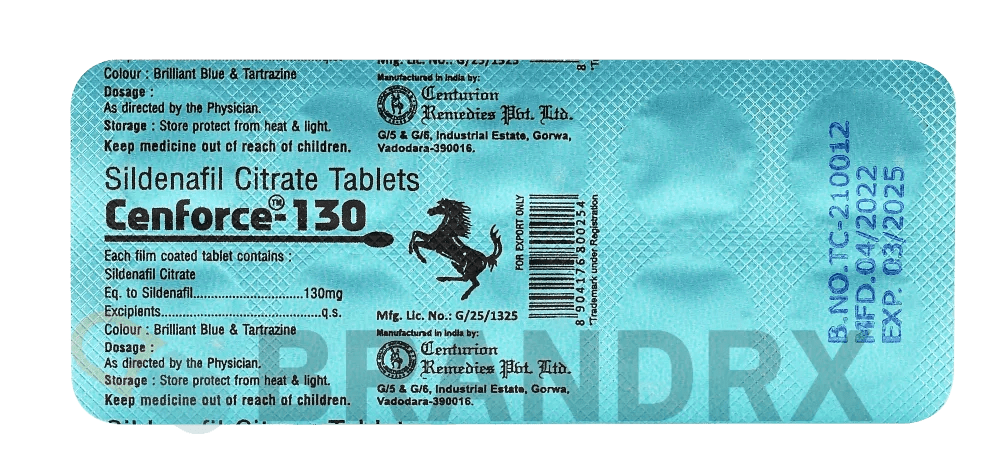 Mfg. Lic. No.: G/25/1325
Colour : Brilliant Blue & Tartrazine
Dosage :
As directed by the Physician.
Storage : Store protect from heat & light.
Keep medicine out of reach of children.
Manufactured in India by:
Centurion
Remedies Pvt. Ltd.
G/5 & G/6, Industrial Estate, Gorwa,
Vadodara-390016.
Sildenafil Citrate Tablets
Cenforce™-130
Each film coated tablet contains :
Sildenafil Citrate
Eq. to Sildenafil..............................130mg
Excipients..........................................q.s.
Colour : Brilliant Blue & Tartrazine
Dosage :
As directed by the Physician.
Storage : Store protect from heat & light.
Keep medicine out of reach of children.
FOR EXPORT ONLY
8 904176 800254
*Trademark under Registration
Mfg. Lic. No.: G/25/1325
Manufactured in India by:
Centurion
Remedies Pvt. Ltd.
G/5 & G/6, Industrial Estate, Gorwa,
Vadodara-390016.
B.NO.TC-210012
MFD.04/2022
EXP. 03/2025
Sildenafil Citrate Tablets
BRANDRX